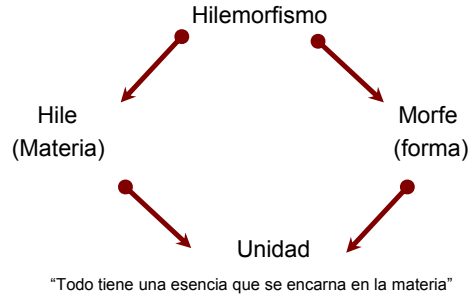 Hilemorfismo
Hile
(Materia)
Morfe
(forma)
Unidad
“Todo tiene una esencia que se encarna en la materia”